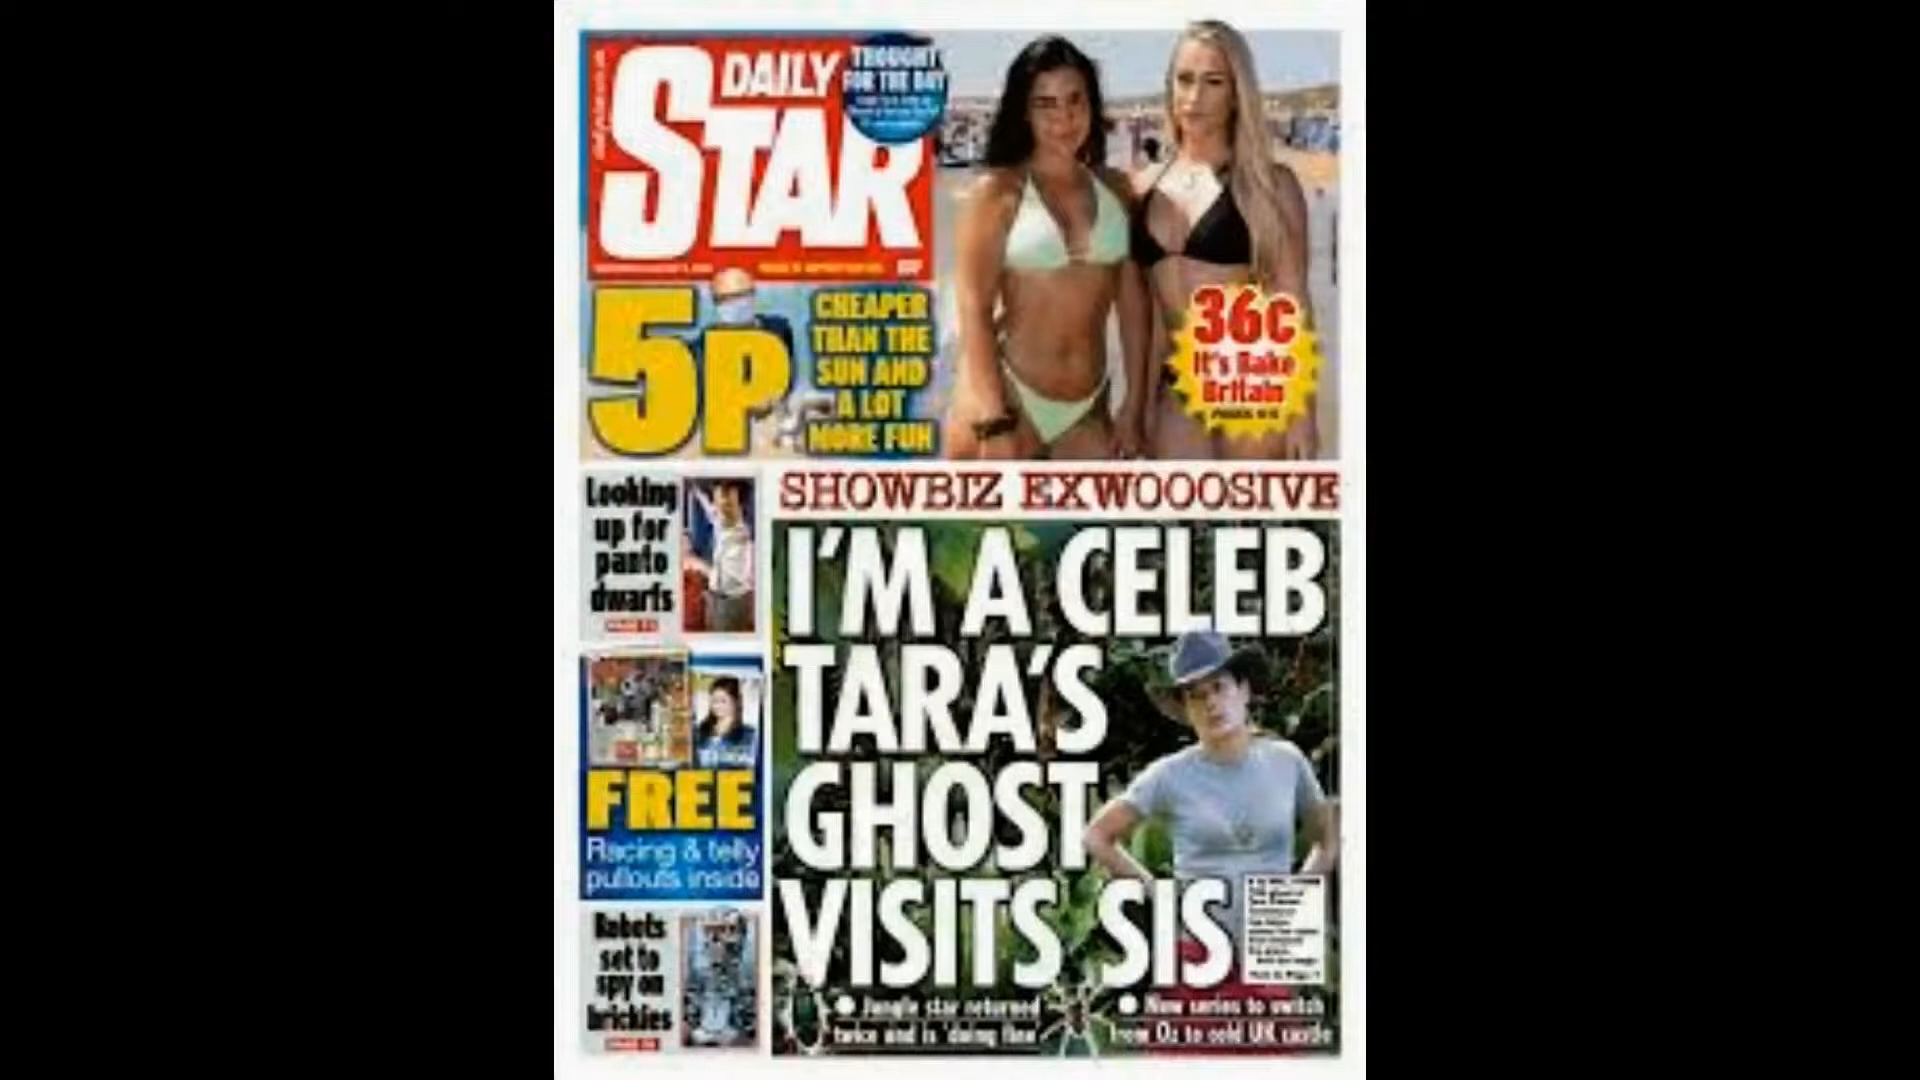 DAILY
STAR
THOUGHT
FOR THE DAY
5P
CHEAPER
THAN THE
SUN AND
A LOT
MORE FUN
36C
It's Bake
Britain
SHOWBIZ EXWOOOSIVE
Looking
up for
panto
dwarfs
I'M A CELEB
TARA'S
GHOST
VISITS SIS
FREE
Racing & telly
pullouts inside
Robots
set to
spy on
brickies
Jungle star returned
twice and is 'doing fine'
New series to switch
from Oz to cold UK castle